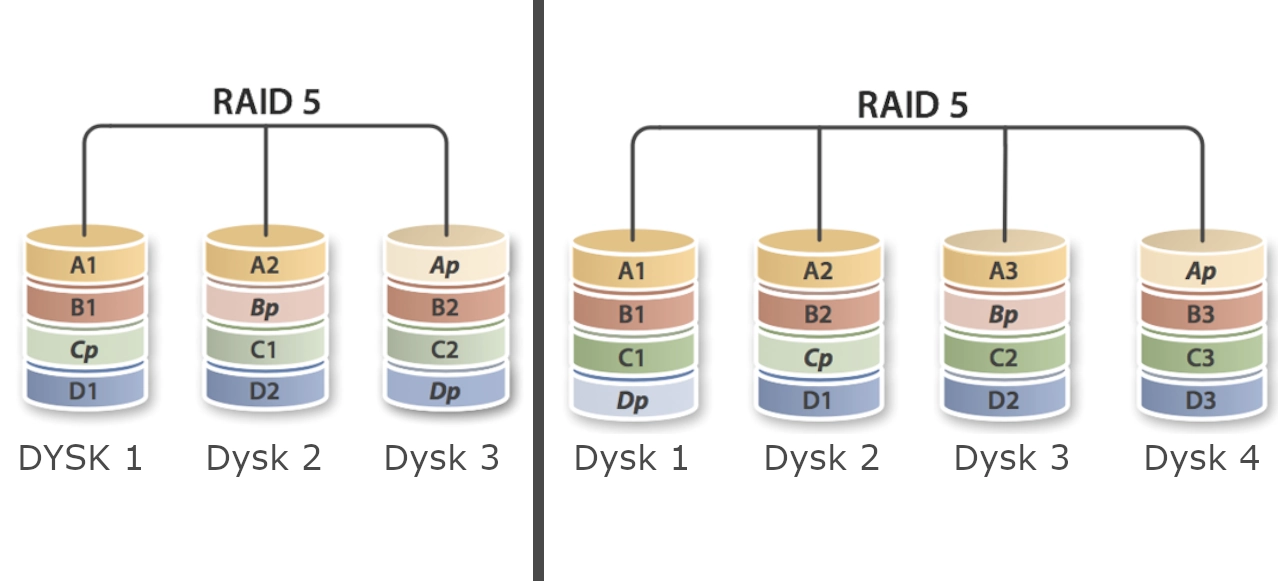 RAID 5
A1 A2 Ap
B1 Bp B2
Cp C1 C2
D1 D2 Dp
DYSK 1 Dysk 2 Dysk 3
RAID 5
A1 A2 A3 Ap
B1 B2 Bp B3
C1 Cp C2 C3
Dp D1 D2 D3
Dysk 1 Dysk 2 Dysk 3 Dysk 4